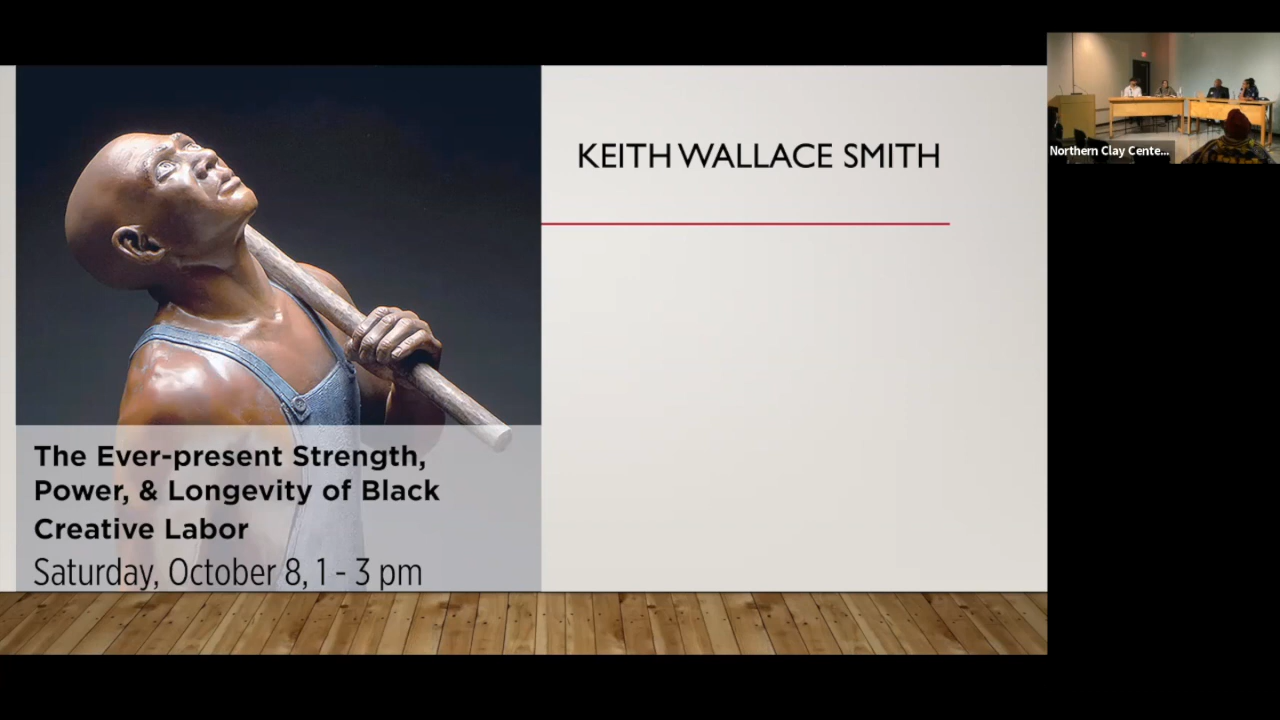 KEITH WALLACE SMITH
Northern Clay Cente...
The Ever-present Strength,
Power, & Longevity of Black
Creative Labor
Saturday, October 8, 1 - 3 pm